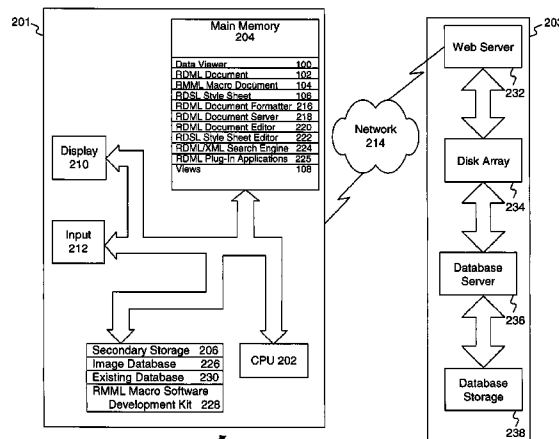 201
Main Memory
204
Data Viewer 100
RDML Document 102
RMML Macro Document 104
RDSL Style Sheet 106
RDML Document Formatter 216
RDML Document Server 218
RDML Document Editor 220
RDSL Style Sheet Editor 222
RDML/XML Search Engine 224
RDML Plug-In Applications 225
Views 108
Display
210
Input
212
Secondary Storage 206
Image Database 226
Existing Database 230
RMML Macro Software
Development Kit 228
CPU 202
Network
214
203
Web Server
232
Disk Array
234
Database
Server
236
Database
Storage
238